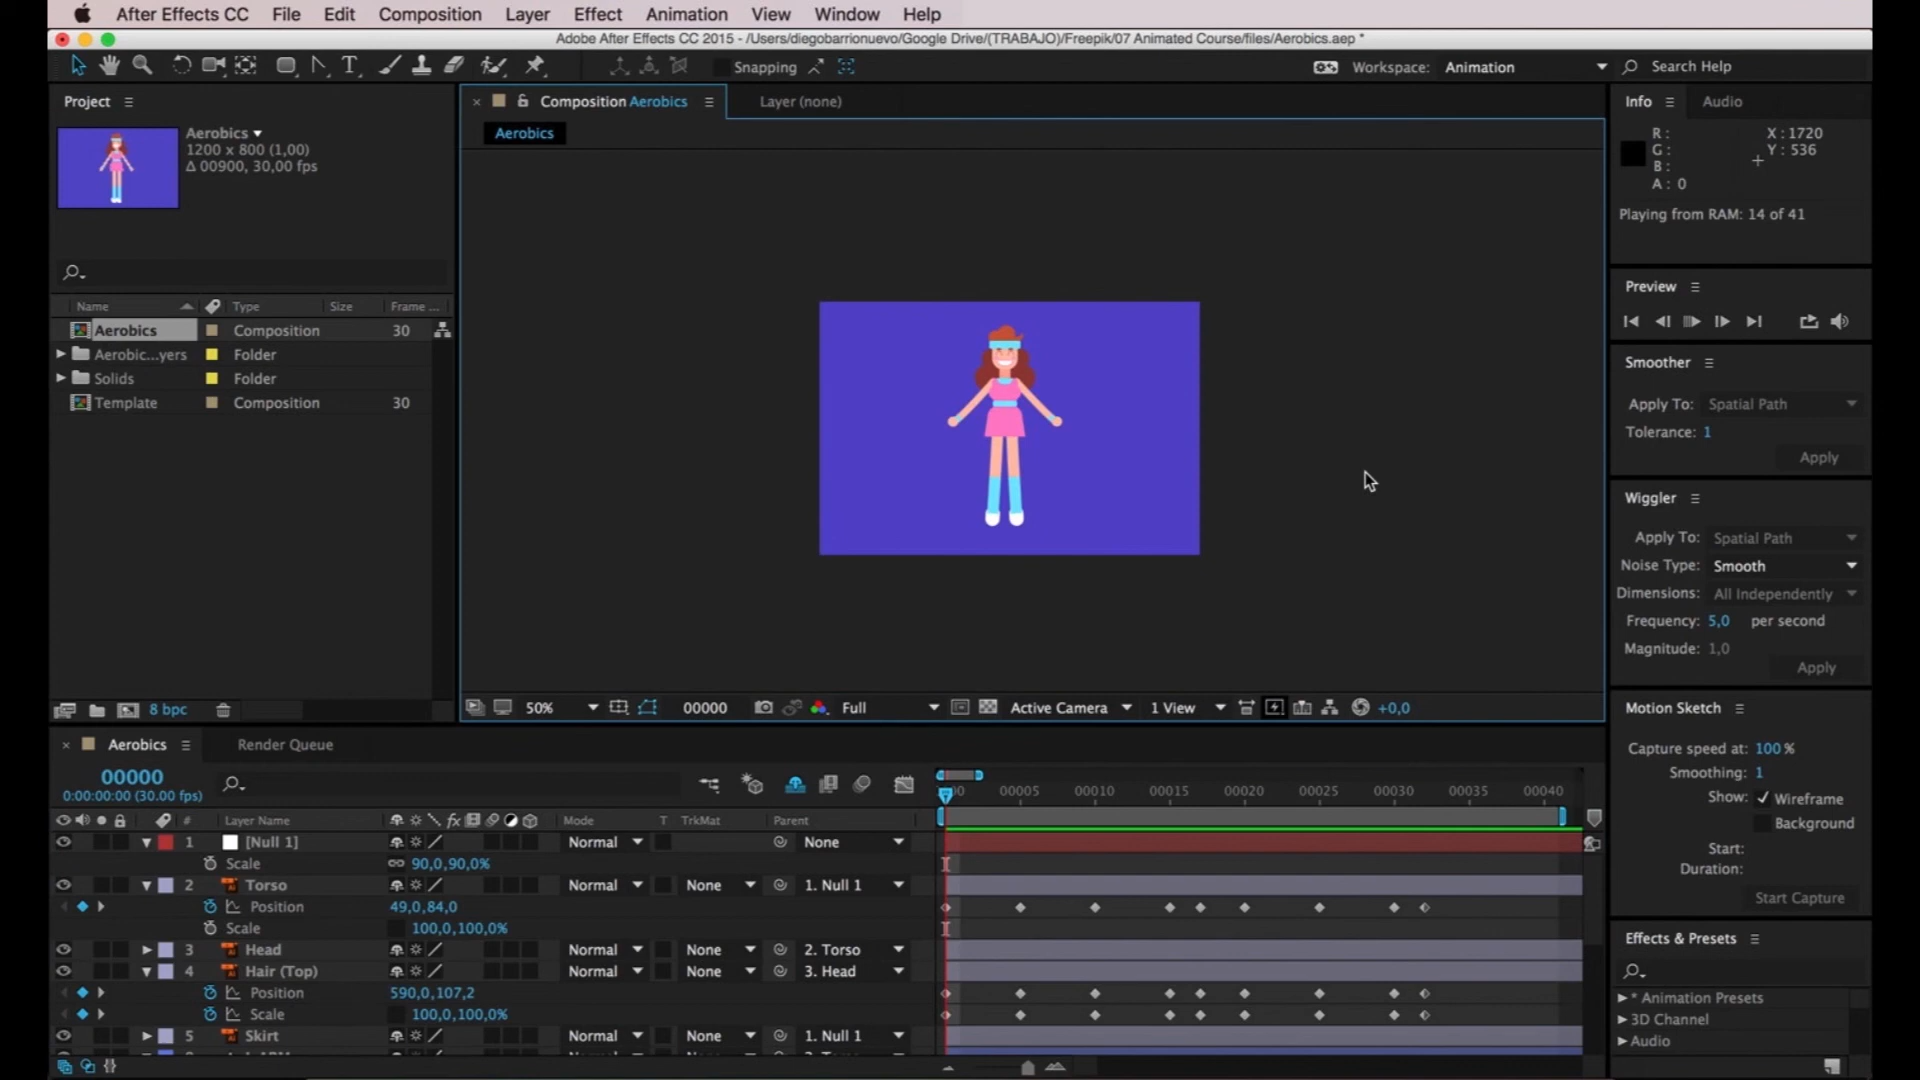 After Effects CC File Edit Composition Layer Effect Animation View Window Help
Adobe After Effects CC 2015 - /Users/diegobarrionuevo/Google Drive/(TRABAJO)/Freepik/07 Animated Course/files/Aerobics.aep *
T Snapping Workspace: Animation Search Help
Project
Aerobics
1200 x 800 (1,00)
Δ 00900, 30,00 fps
Name Type Size Frame ...
Aerobics Composition 30
Aerobic...yers Folder
Solids Folder
Template Composition 30
8 bpc
Composition Aerobics Layer (none)
Aerobics
50% 00000 Full Active Camera 1 View +0,0
Info Audio
R: X : 1720
G: Y : 536
B:
A : 0
Playing from RAM: 14 of 41
Preview
Smoother
Apply To: Spatial Path
Tolerance: 1
Apply
Wiggler
Apply To: Spatial Path
Noise Type: Smooth
Dimensions: All Independently
Frequency: 5,0 per second
Magnitude: 1,0
Apply
Motion Sketch
Capture speed at: 100 %
Smoothing: 1
Show: Wireframe
Background
Start:
Duration:
Start Capture
Effects & Presets
* Animation Presets
3D Channel
Audio
Aerobics Render Queue
00000
0:00:00:00 (30.00 fps)
00 00005 00010 00015 00020 00025 00030 00035 00040
# Layer Name fx Mode T TrkMat Parent
1 [Null 1] Normal None
Scale 90,0,90,0%
2 Torso Normal None 1. Null 1
Position 49,0,84,0
Scale 100,0,100,0%
3 Head Normal None 2. Torso
4 Hair (Top) Normal None 3. Head
Position 590,0,107,2
Scale 100,0,100,0%
5 Skirt Normal None 1. Null 1